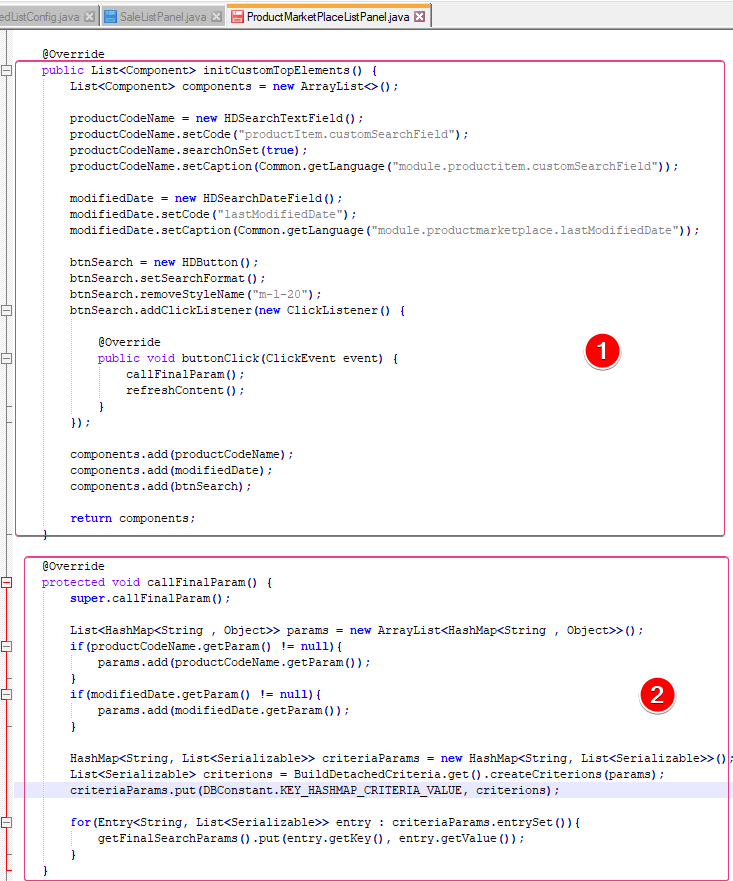 edListConfig.java SaleListPanel.java ProductMarketPlaceListPanel.java
@Override
public List<Component> initCustomTopElements() {
List<Component> components = new ArrayList<>();
productCodeName = new HDSearchTextField();
productCodeName.setCode("productItem.customSearchField");
productCodeName.searchOnSet(true);
productCodeName.setCaption(Common.getLanguage("module.productitem.customSearchField"));
modifiedDate = new HDSearchDateField();
modifiedDate.setCode("lastModifiedDate");
modifiedDate.setCaption(Common.getLanguage("module.productmarketplace.lastModifiedDate"));
btnSearch = new HDButton();
btnSearch.setSearchFormat();
btnSearch.removeStyleName("m-l-20");
btnSearch.addClickListener(new ClickListener() {
@Override
public void buttonClick(ClickEvent event) {
callFinalParam();
refreshContent();
}
});
1
components.add(productCodeName);
components.add(modifiedDate);
components.add(btnSearch);
return components;
}
@Override
protected void callFinalParam() {
super.callFinalParam();
List<HashMap<String , Object>> params = new ArrayList<HashMap<String , Object>>();
if(productCodeName.getParam() != null){
params.add(productCodeName.getParam());
}
if(modifiedDate.getParam() != null){
params.add(modifiedDate.getParam());
}
2
HashMap<String, List<Serializable>> criteriaParams = new HashMap<String, List<Serializable>>();
List<Serializable> criterions = BuildDetachedCriteria.get().createCriterions(params);
criteriaParams.put(DBConstant.KEY_HASHMAP_CRITERIA_VALUE, criterions);
for(Entry<String, List<Serializable>> entry : criteriaParams.entrySet()){
getFinalSearchParams().put(entry.getKey(), entry.getValue());
}
}